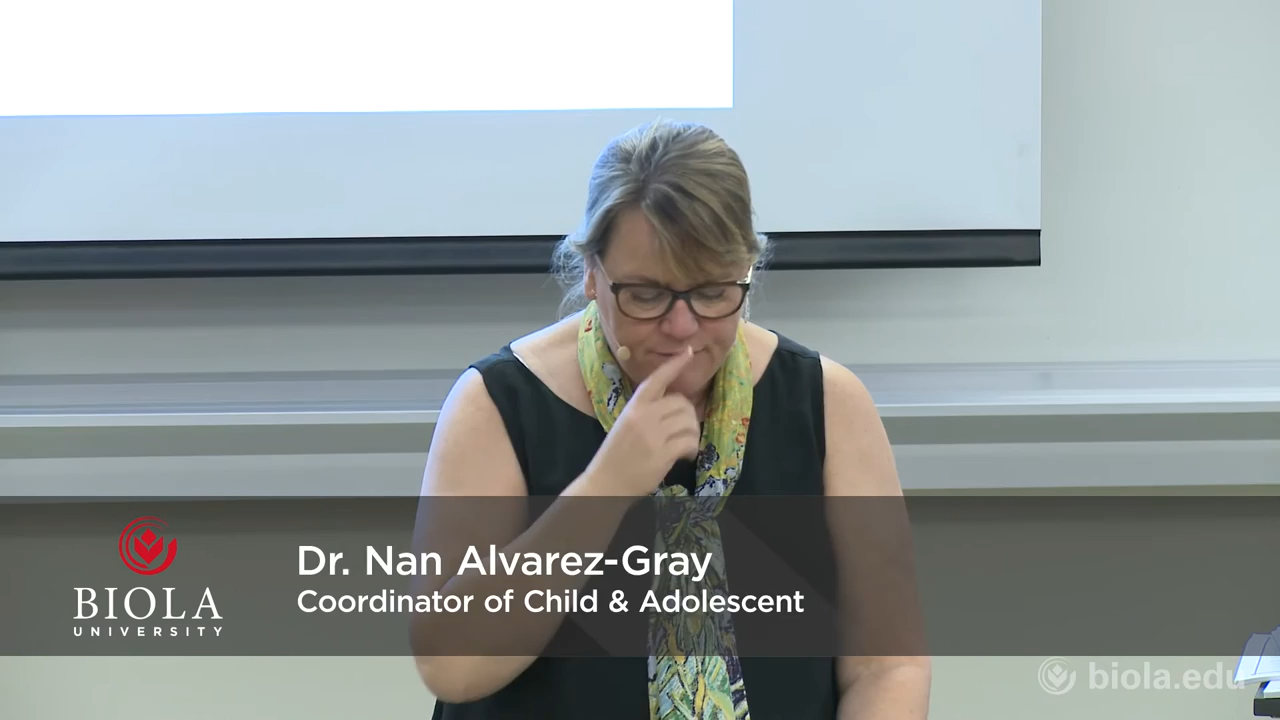 Dr. Nan Alvarez-Gray
Coordinator of Child & Adolescent
BIOLA
UNIVERSITY
biola.edu